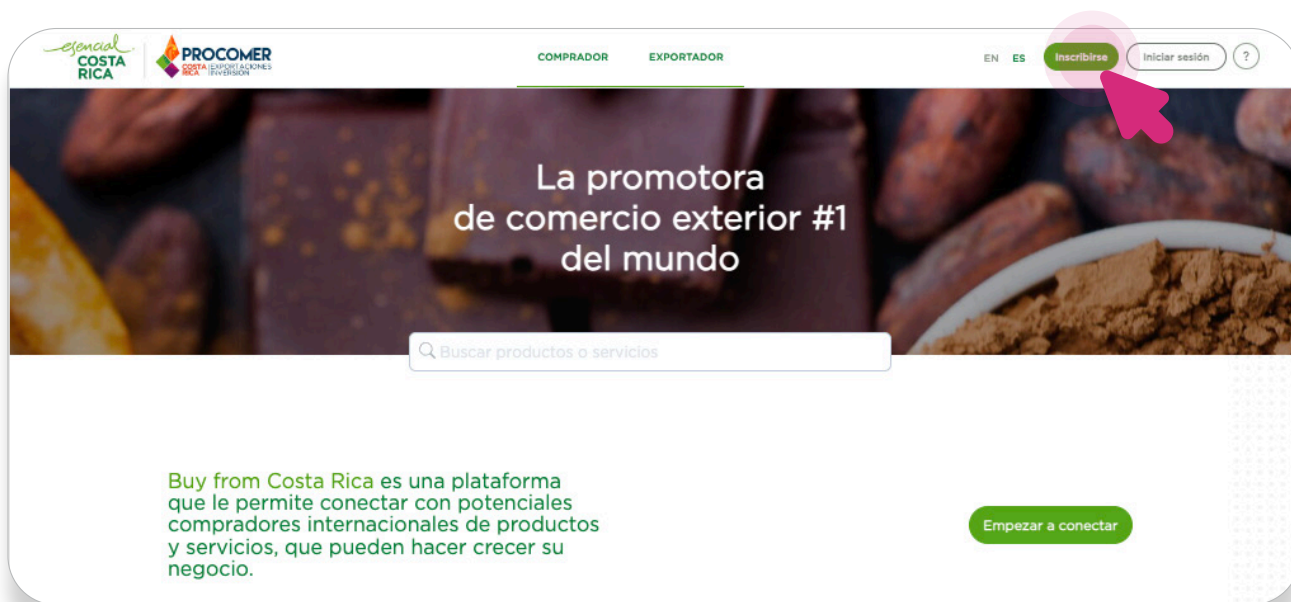 esencial
COSTA
RICA
PROCOMER
COSTA RICA EXPORTACIONES INVERSION
COMPRADOR EXPORTADOR
EN ES Inscribirse Iniciar sesión ?
La promotora
de comercio exterior #1
del mundo
Buscar productos o servicios
Buy from Costa Rica es una plataforma
que le permite conectar con potenciales
compradores internacionales de productos
y servicios, que pueden hacer crecer su
negocio.
Empezar a conectar